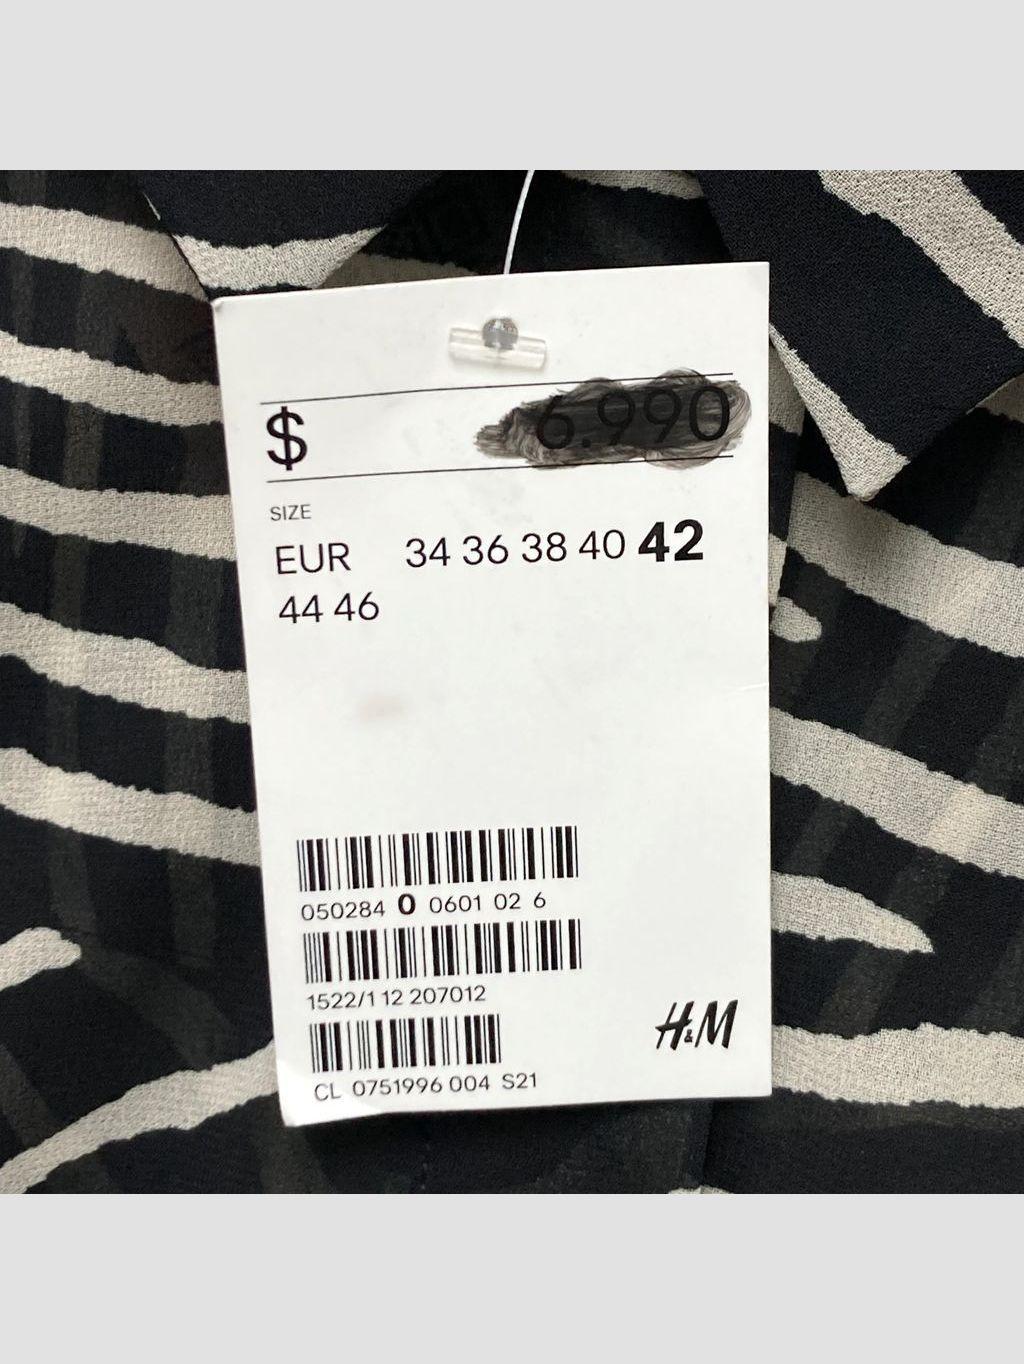 $ 6.990
SIZE
EUR 34 36 38 40 42
44 46
050284 0 0601 02 6
1522/1 12 207012
H&M
CL 0751996 004 S21